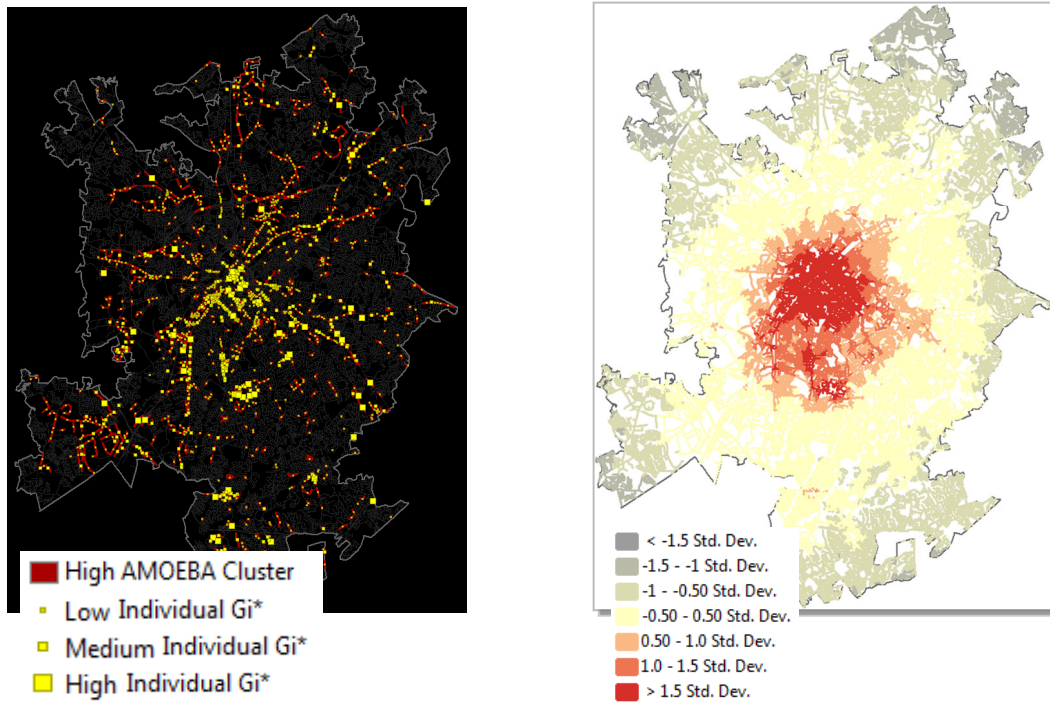 High AMOEBA Cluster
Low Individual Gi*
Medium Individual Gi*
High Individual Gi*
< -1.5 Std. Dev.
-1.5 - -1 Std. Dev.
-1 - -0.50 Std. Dev.
-0.50 - 0.50 Std. Dev.
0.50 - 1.0 Std. Dev.
1.0 - 1.5 Std. Dev.
> 1.5 Std. Dev.